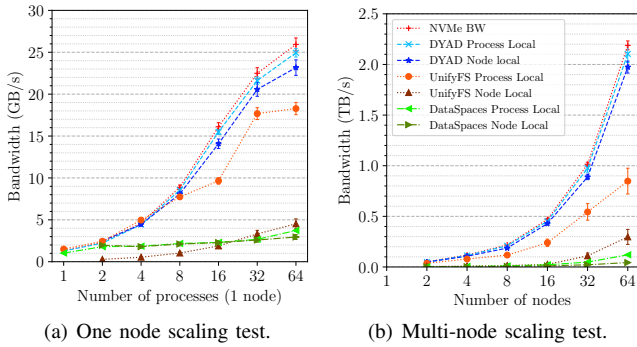 30
25
20
15
10
5
0
Bandwidth (GB/s)
1 2 4 8 16 32 64
Number of processes (1 node)
(a) One node scaling test.
2.5
2.0
1.5
1.0
0.5
0.0
Bandwidth (TB/s)
NVMe BW
DYAD Process Local
DYAD Node local
UnifyFS Process Local
UnifyFS Node Local
DataSpaces Process Local
DataSpaces Node Local
1 2 4 8 16 32 64
Number of nodes
(b) Multi-node scaling test.